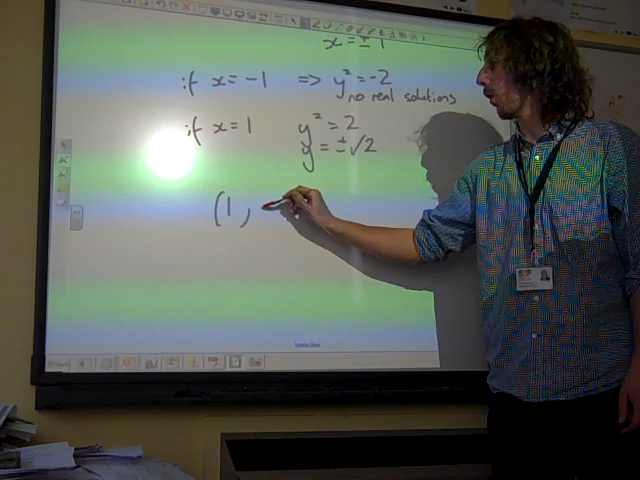 x = ± 1
if x = -1 => y² = -2
no real solutions
if x = 1 y² = 2
y = ±√2
(1,